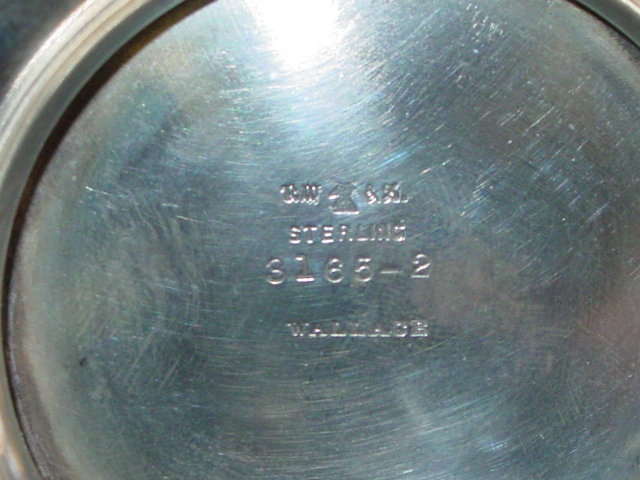 R.W & S.
STERLING
3165-2
WALLACE